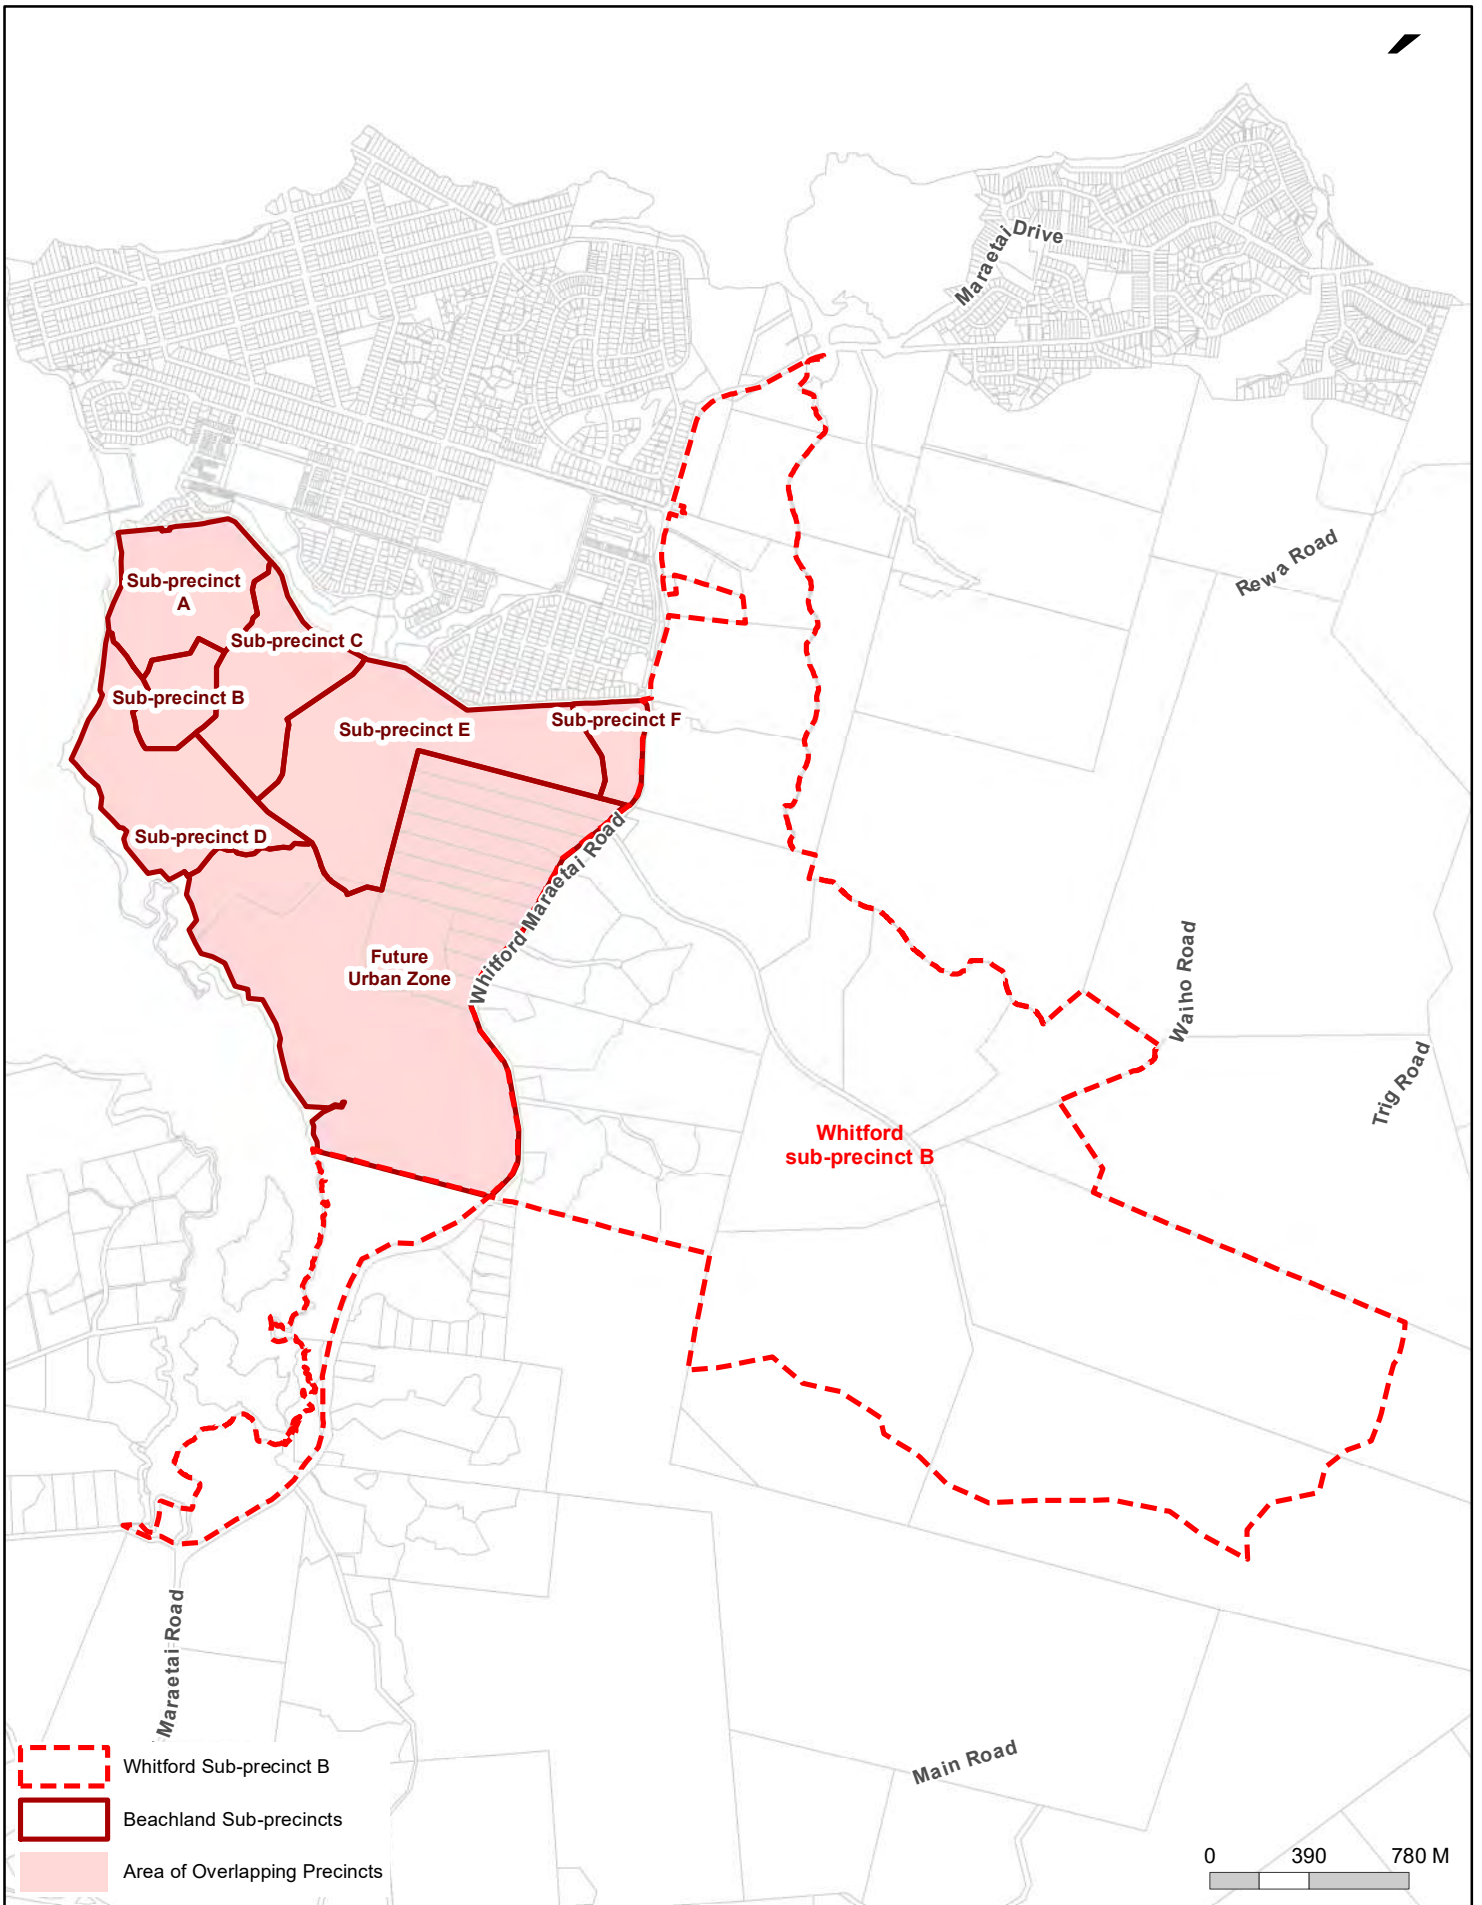 Maraetai Drive
Rewa Road
Sub-precinct
A
Sub-precinct C
Sub-precinct B
Sub-precinct E
Sub-precinct F
Sub-precinct D
Whitford Maraetai Road
Future
Urban Zone
Waiho Road
Trig Road
Whitford
sub-precinct B
Maraetai Road
Main Road
Whitford Sub-precinct B
Beachland Sub-precincts
Area of Overlapping Precincts
0 390 780 M